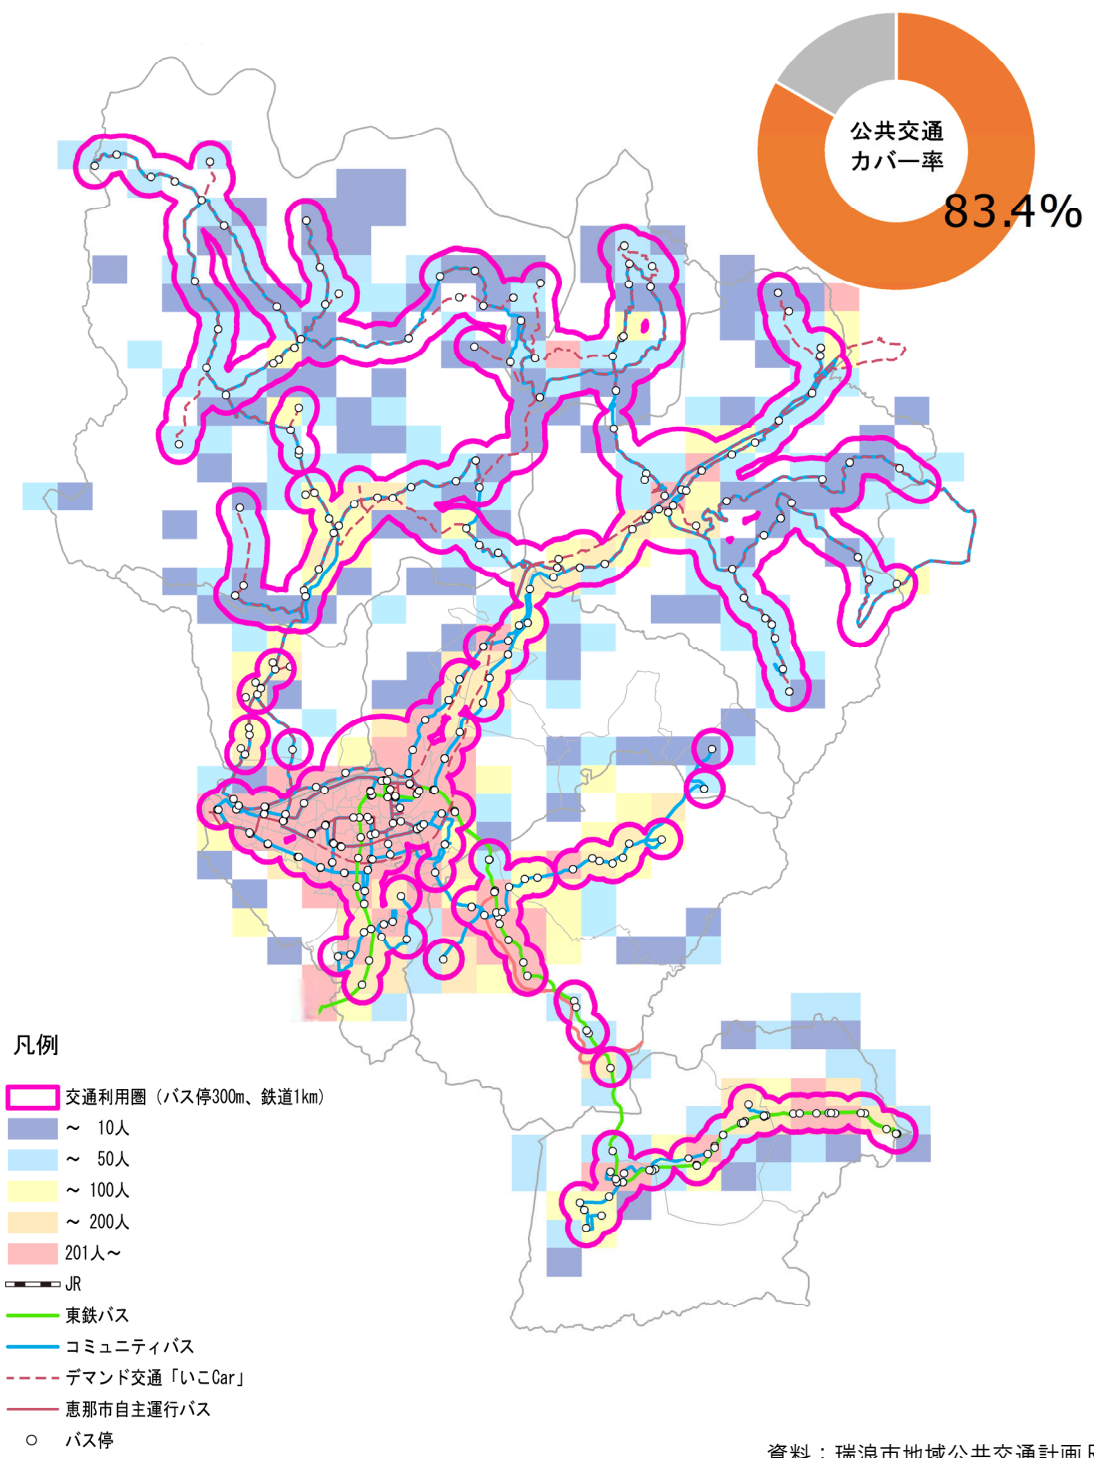 公共交通
カバー率
83.4%
凡例
交通利用圏（バス停300m、鉄道1km）
～ 10人
～ 50人
～ 100人
～ 200人
201人～
JR
東鉄バス
コミュニティバス
デマンド交通「いこCar」
恵那市自主運行バス
バス停
資料：瑞浪市地域公共交通計画